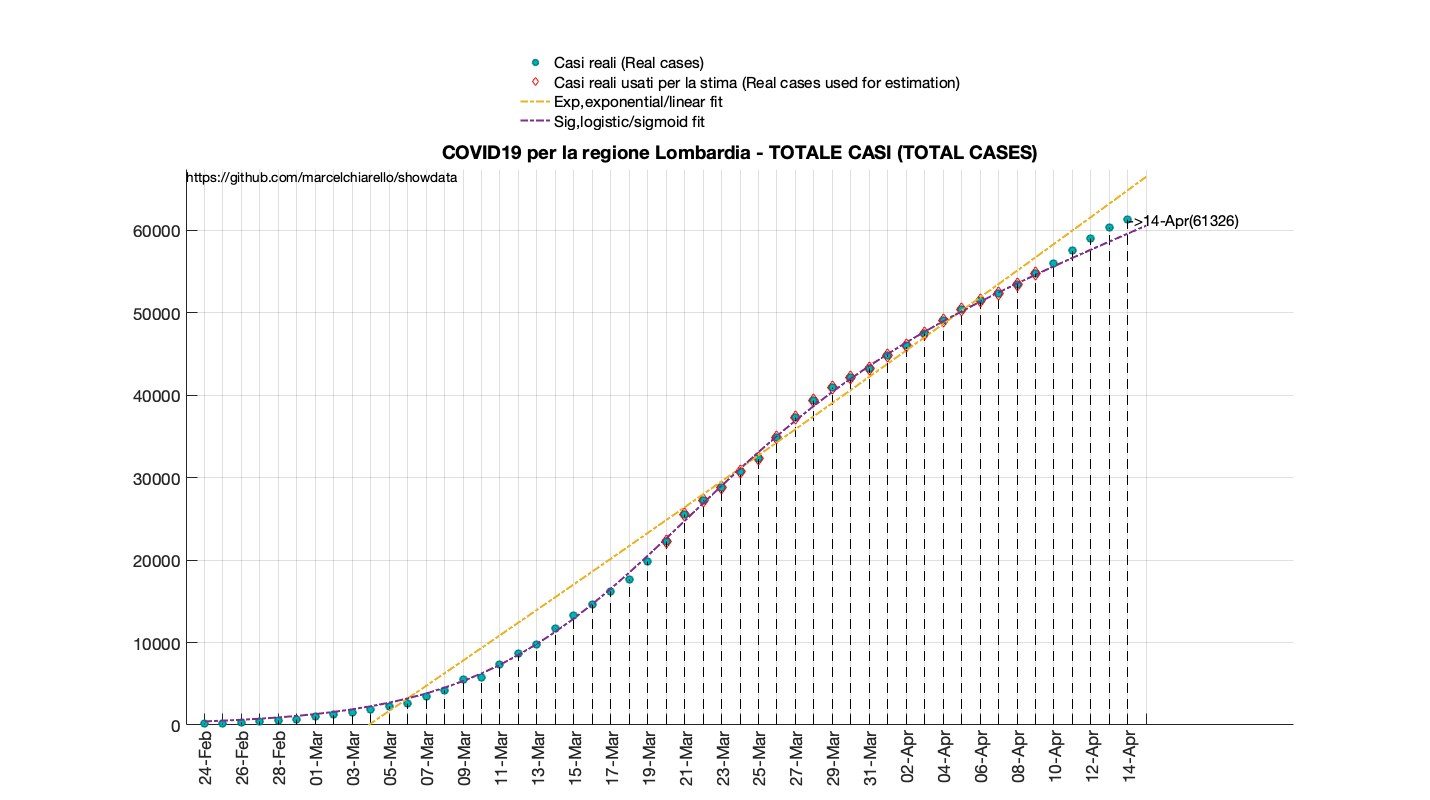 Casi reali (Real cases)
Casi reali usati per la stima (Real cases used for estimation)
Exp,exponential/linear fit
Sig,logistic/sigmoid fit
COVID19 per la regione Lombardia - TOTALE CASI (TOTAL CASES)
https://github.com/marcelchiarello/showdata
->14-Apr(61326)
60000
50000
40000
30000
20000
10000
0
24-Feb
26-Feb
28-Feb
01-Mar
03-Mar
05-Mar
07-Mar
09-Mar
11-Mar
13-Mar
15-Mar
17-Mar
19-Mar
21-Mar
23-Mar
25-Mar
27-Mar
29-Mar
31-Mar
02-Apr
04-Apr
06-Apr
08-Apr
10-Apr
12-Apr
14-Apr